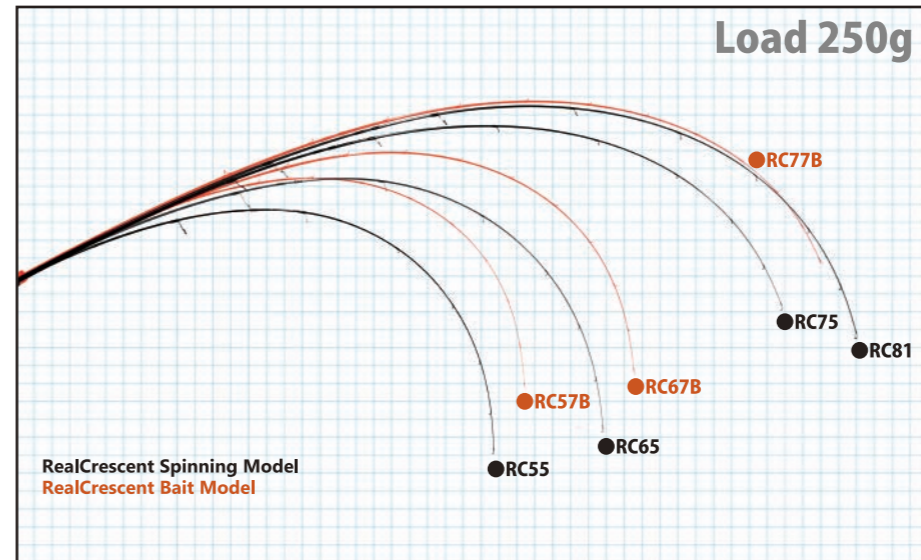 Load 250g
RC77B
RC75
RC81
RC67B
RC57B
RC65
RC55
RealCrescent Spinning Model
RealCrescent Bait Model